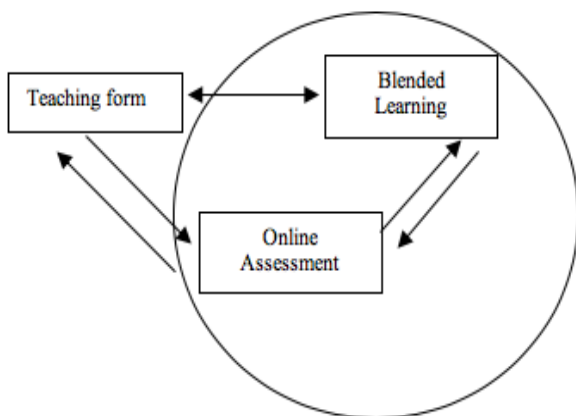 Teaching form
Blended
Learning
Online
Assessment